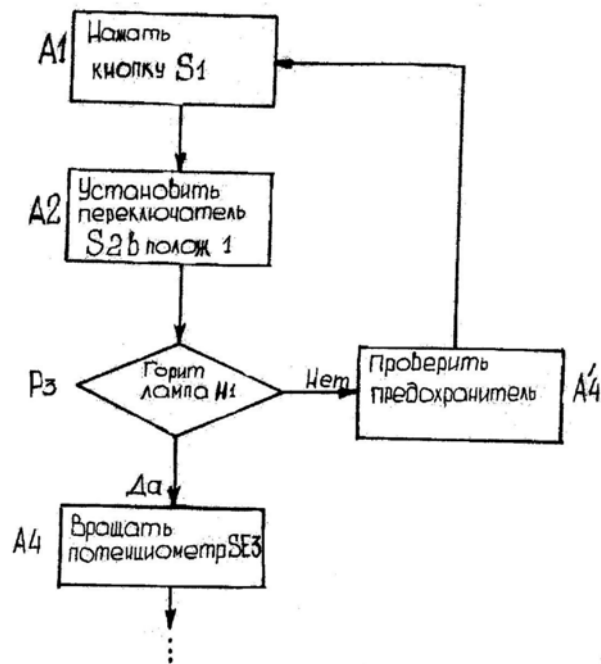 A1
Нажать
кнопку S1
A2
Установить
переключатель
S2 в полож 1
P3
Горит
лампа H1
Нет
Проверить
предохранитель
A'4
Да
A4
Вращать
потенциометр SE3
⋮